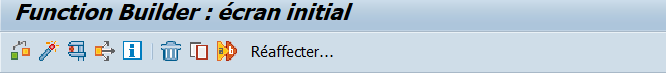 Function Builder : écran initial
Réaffecter...